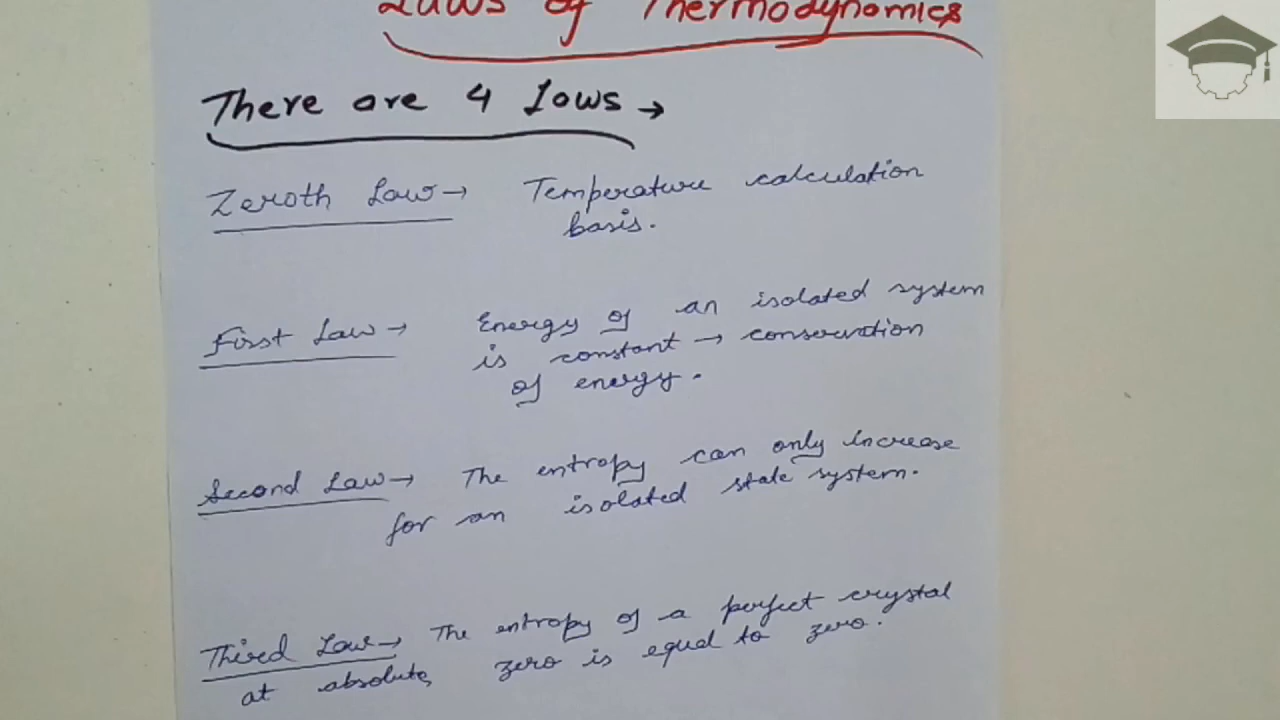 Laws of Thermodynamics
There are 4 Laws →
Zeroth Law → Temperature calculation
basis.
First Law → Energy of an isolated system
is constant → conservation
of energy.
Second Law → The entropy can only increase
for an isolated state system.
Third Law → The entropy of a perfect crystal
at absolute, zero is equal to zero.